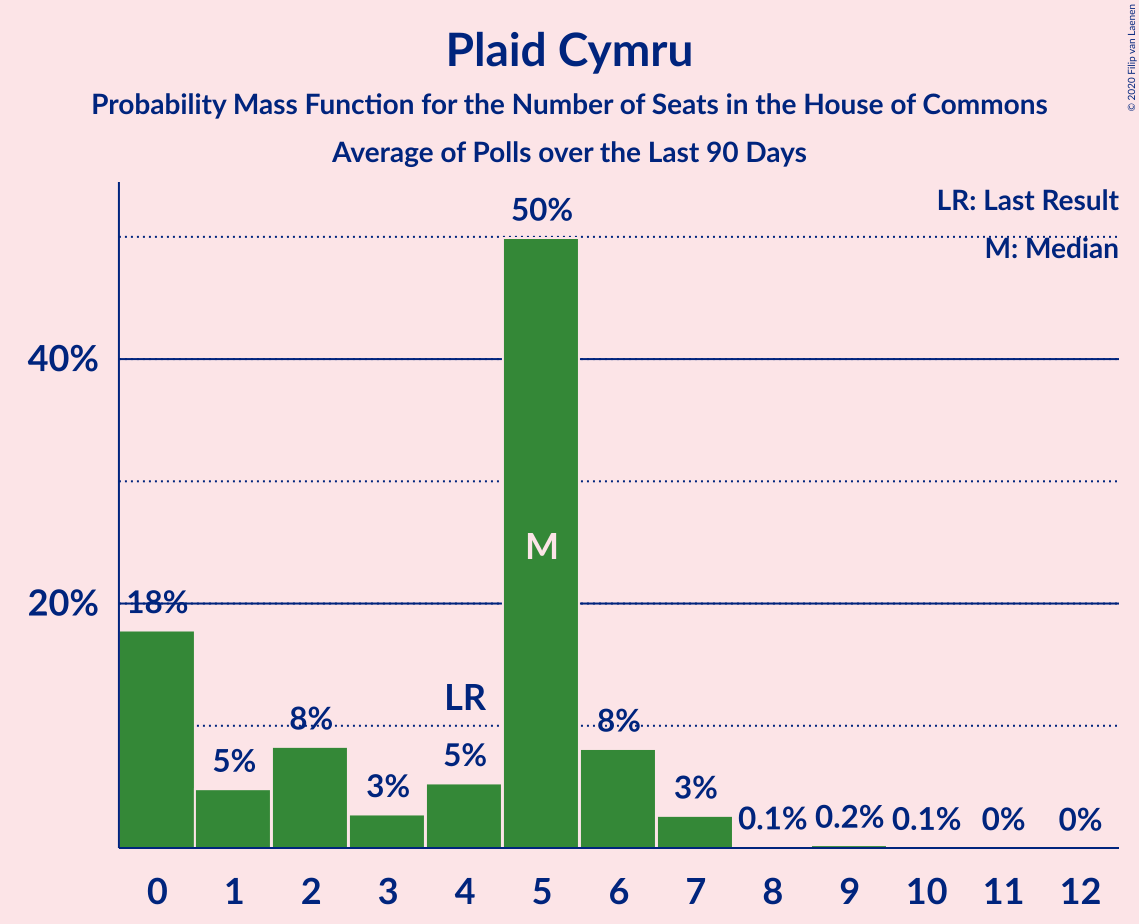 Plaid Cymru
Probability Mass Function for the Number of Seats in the House of Commons
Average of Polls over the Last 90 Days
© 2020 Filip van Laenen
LR: Last Result
M: Median
50%
40%
20%
18%
5%
8%
3%
LR
5%
M
8%
3%
0.1%
0.2%
0.1%
0%
0%
0 1 2 3 4 5 6 7 8 9 10 11 12